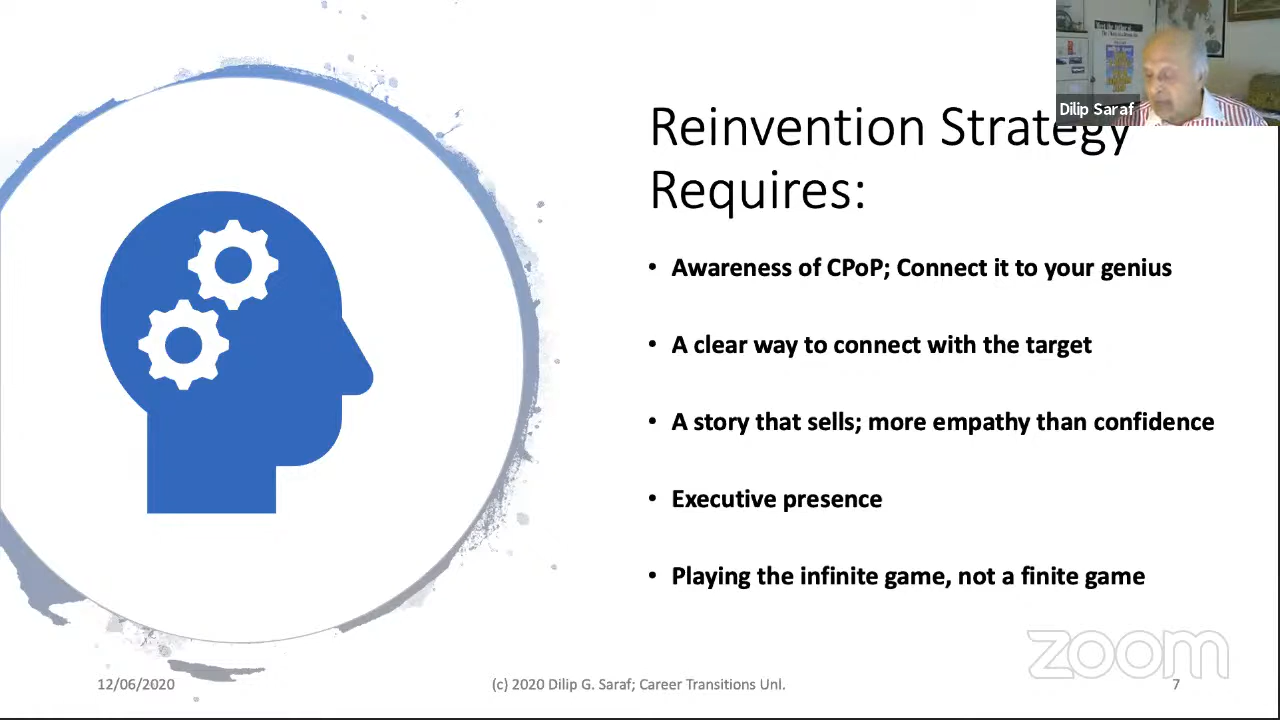 Dilip Saraf
Reinvention Strategy
Requires:
• Awareness of CPoP; Connect it to your genius
• A clear way to connect with the target
• A story that sells; more empathy than confidence
• Executive presence
• Playing the infinite game, not a finite game
zoom
12/06/2020
(c) 2020 Dilip G. Saraf; Career Transitions Unl.
7